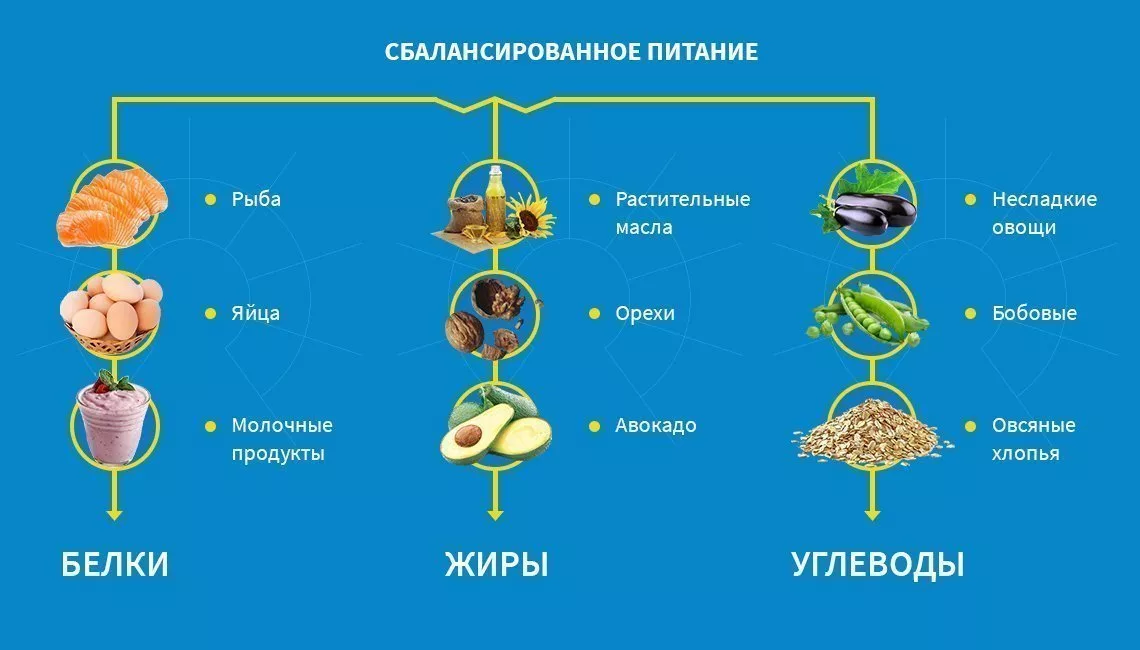 СБАЛАНСИРОВАННОЕ ПИТАНИЕ
Рыба
Яйца
Молочные
продукты
БЕЛКИ
Растительные
масла
Орехи
Авокадо
ЖИРЫ
Несладкие
овощи
Бобовые
Овсяные
хлопья
УГЛЕВОДЫ